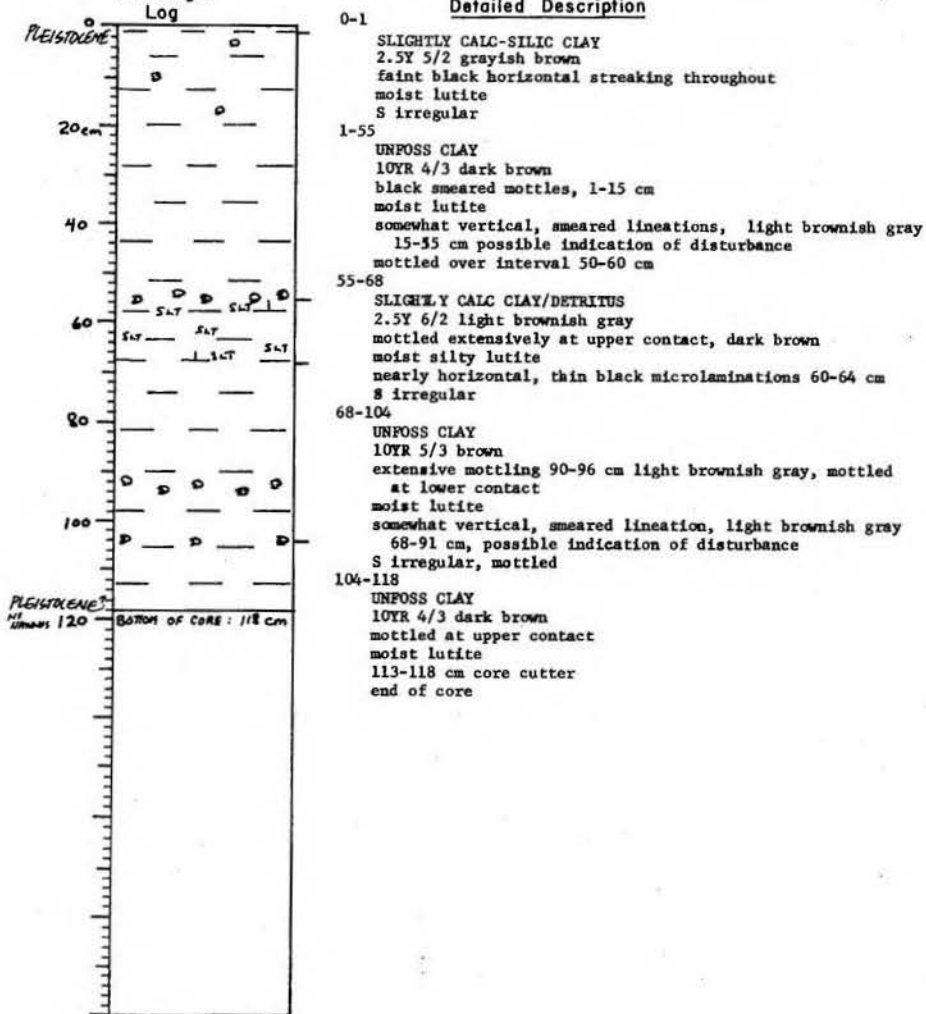 Log
Detailed Description
0
PLEISTOCENE
20cm
40
60
80
100
120
SLT
SLT
SLT
SLT
SLT
SLT
PLEISTOCENE?
BOTTOM OF CORE: 118 cm
0-1
SLIGHTLY CALC-SILIC CLAY
2.5Y 5/2 grayish brown
faint black horizontal streaking throughout
moist lutite
S irregular
1-55
UNFOSS CLAY
10YR 4/3 dark brown
black smeared mottles, 1-15 cm
moist lutite
somewhat vertical, smeared lineations, light brownish gray
15-55 cm possible indication of disturbance
mottled over interval 50-60 cm
55-68
SLIGHTLY CALC CLAY/DETRITUS
2.5Y 6/2 light brownish gray
mottled extensively at upper contact, dark brown
moist silty lutite
nearly horizontal, thin black microlaminations 60-64 cm
S irregular
68-104
UNFOSS CLAY
10YR 5/3 brown
extensive mottling 90-96 cm light brownish gray, mottled
at lower contact
moist lutite
somewhat vertical, smeared lineation, light brownish gray
68-91 cm, possible indication of disturbance
S irregular, mottled
104-118
UNFOSS CLAY
10YR 4/3 dark brown
mottled at upper contact
moist lutite
113-118 cm core cutter
end of core